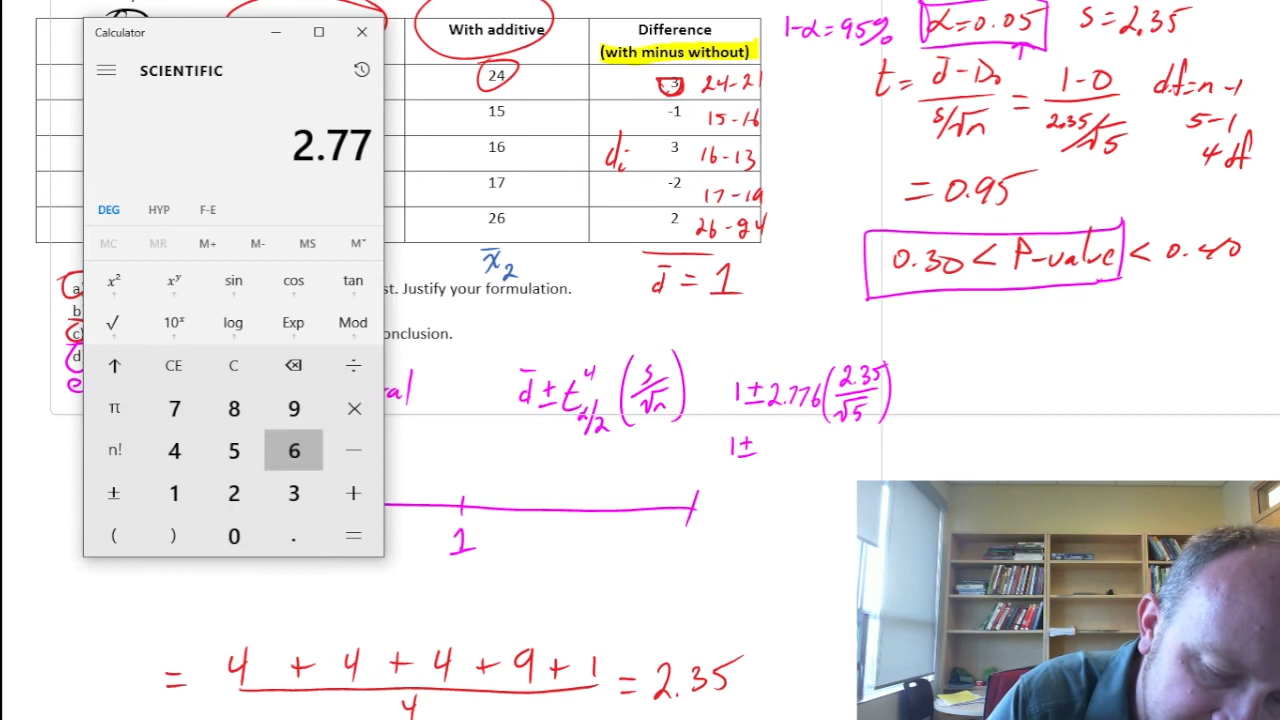 With additive Difference
(with minus without)
24 3 24-21
15 -1 15-16
16 di 3 16-13
17 -2 17-19
26 2 26-24
x̄2 d̄ = 1
a st. Justify your formulation.
b
c) onclusion.
d
e al
Calculator
SCIENTIFIC
2.77
DEG HYP F-E
MC MR M+ M- MS M˅
x² xʸ sin cos tan
√ 10ˣ log Exp Mod
↑ CE C ⌫ ÷
π 7 8 9 ×
n! 4 5 6 −
± 1 2 3 +
( ) 0 . =
1-α=95% α=0.05 s=2.35
t = d̄-D₀ / s/√n = 1-0 / 2.35/√5 d.f=n-1
5-1
4 df
= 0.95
0.30 < P-value < 0.40
d̄ ± t⁴α/2 (s/√n) 1±2.776(2.35/√5)
1±
1
= 4 + 4 + 4 + 9 + 1 / 4 = 2.35